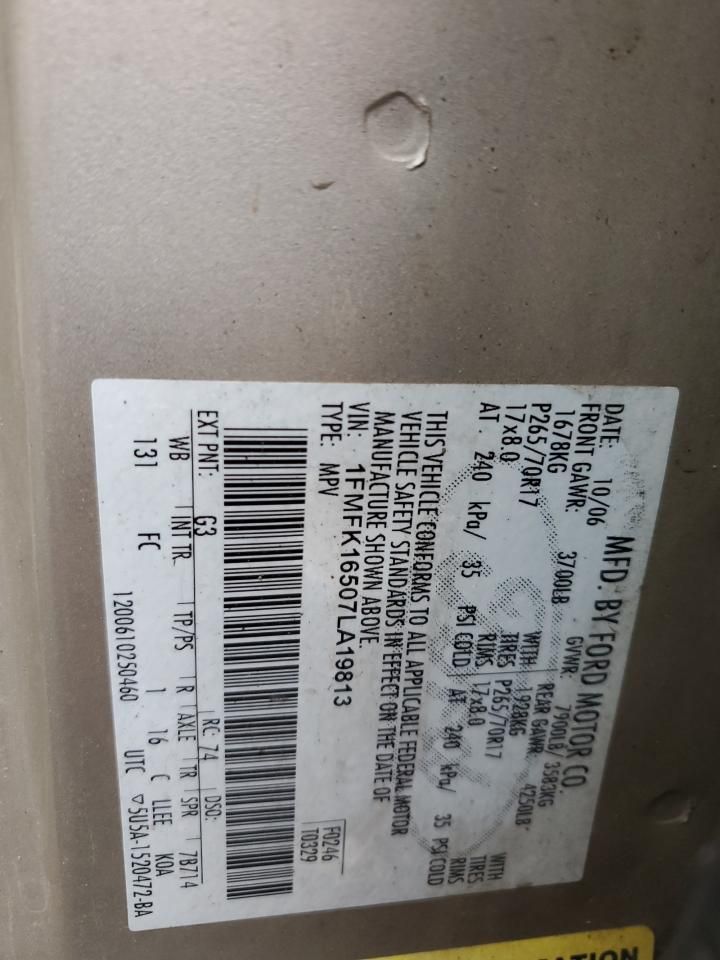 MFD. BY FORD MOTOR CO.
DATE: 10/06 GVWR: 7900LB 3583KG
FRONT GAWR: 3700LB REAR GAWR: 4250LB
1678KG WITH 1928KG WITH
P265/70R17 TIRES P265/70R17 TIRES
17x8.0 RIMS 17x8.0 RIMS
AT 240 kPa/ 35 PSI COLD AT 240 kPa/ 35 PSI COLD
THIS VEHICLE CONFORMS TO ALL APPLICABLE FEDERAL MOTOR
VEHICLE SAFETY STANDARDS IN EFFECT ON THE DATE OF
MANUFACTURE SHOWN ABOVE.
VIN: 1FMFK16507LA19813
TYPE: MPV
F0246
T0329
EXT PNT: G3 RC: 74 DSO:
WB INT TR TP/PS R AXLE TR SPR 7B714
131 FC 1 16 C LLEE KOA
1200610250460 UTC ▽5U5A-1520472-BA
ATION